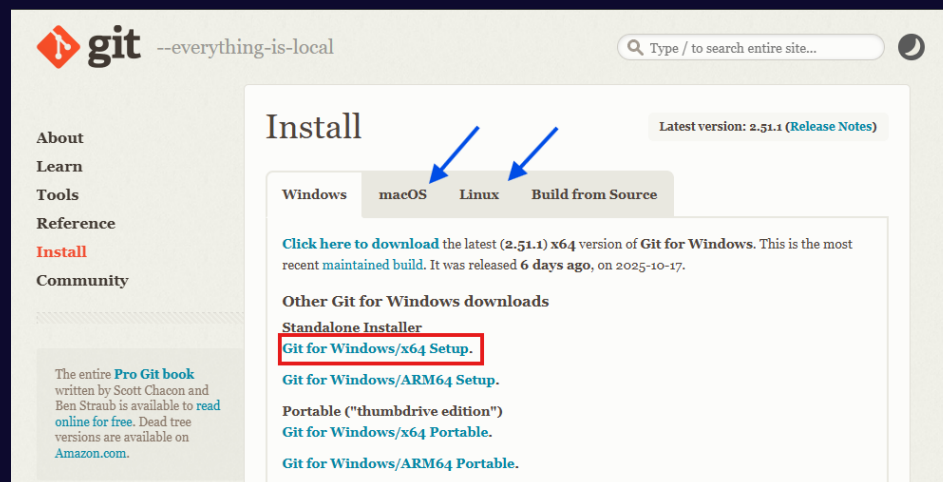 git --everything-is-local
Type / to search entire site...
About
Learn
Tools
Reference
Install
Community
The entire Pro Git book
written by Scott Chacon and
Ben Straub is available to read
online for free. Dead tree
versions are available on
Amazon.com.
Install
Latest version: 2.51.1 (Release Notes)
Windows macOS Linux Build from Source
Click here to download the latest (2.51.1) x64 version of Git for Windows. This is the most
recent maintained build. It was released 6 days ago, on 2025-10-17.
Other Git for Windows downloads
Standalone Installer
Git for Windows/x64 Setup.
Git for Windows/ARM64 Setup.
Portable ("thumbdrive edition")
Git for Windows/x64 Portable.
Git for Windows/ARM64 Portable.